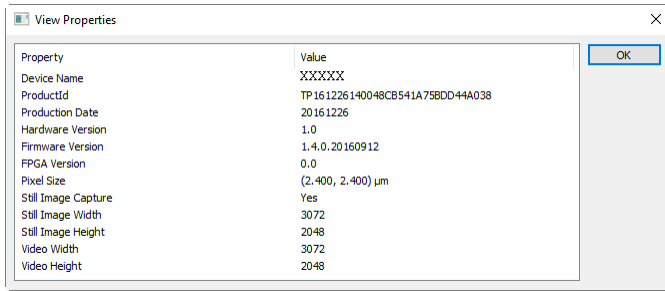 View Properties
Property Value
OK
Device Name XXXXX
ProductId TP161226140048CB541A75BDD44A038
Production Date 20161226
Hardware Version 1.0
Firmware Version 1.4.0.20160912
FPGA Version 0.0
Pixel Size (2.400, 2.400) µm
Still Image Capture Yes
Still Image Width 3072
Still Image Height 2048
Video Width 3072
Video Height 2048